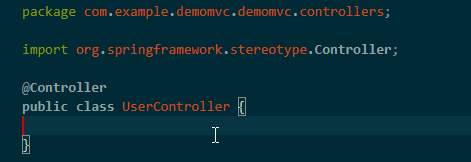 package com.example.demomvc.demomvc.controllers;
import org.springframework.stereotype.Controller;
@Controller
public class UserController {
}